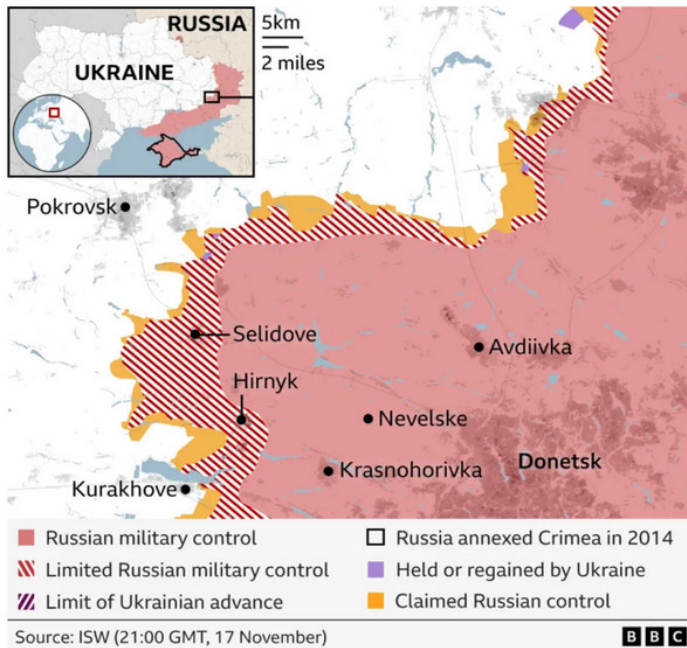 RUSSIA
5km
2 miles
UKRAINE
Pokrovsk
Selidove
Avdiivka
Hirnyk
Nevelske
Donetsk
Krasnohorivka
Kurakhove
Russian military control
Russia annexed Crimea in 2014
Limited Russian military control
Held or regained by Ukraine
Limit of Ukrainian advance
Claimed Russian control
Source: ISW (21:00 GMT, 17 November)
BBC